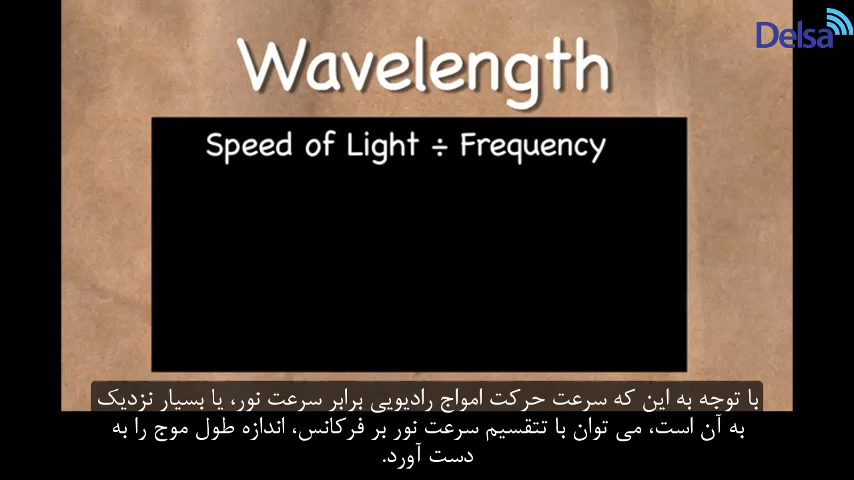 Delsa
Wavelength
Speed of Light ÷ Frequency
با توجه به این که سرعت حرکت امواج رادیویی برابر سرعت نور، یا بسیار نزدیک
به آن است، می توان با تتقسیم سرعت نور بر فرکانس، اندازه طول موج را به
دست آورد.